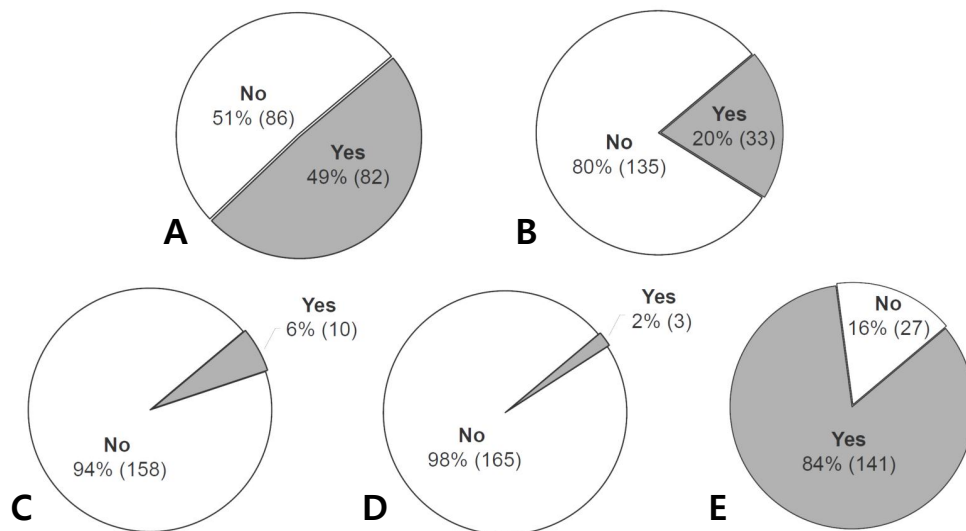 No
51% (86)
Yes
49% (82)
A
No
80% (135)
Yes
20% (33)
B
Yes
6% (10)
No
94% (158)
C
Yes
2% (3)
No
98% (165)
D
No
16% (27)
Yes
84% (141)
E